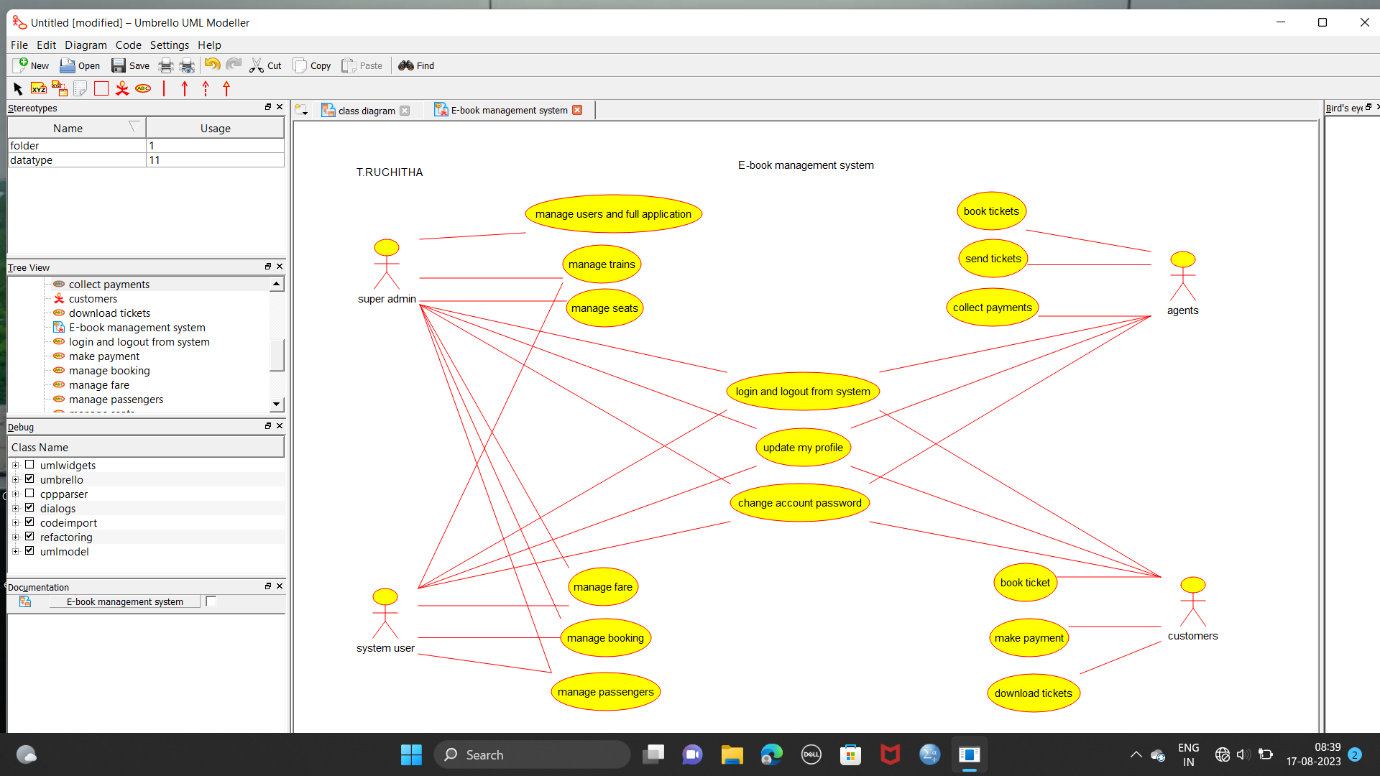 Untitled [modified] – Umbrello UML Modeller
File Edit Diagram Code Settings Help
New Open Save Cut Copy Paste Find
XYZ ABC
Stereotypes
Name Usage
folder 1
datatype 11
Tree View
collect payments
customers
download tickets
E-book management system
login and logout from system
make payment
manage booking
manage fare
manage passengers
Debug
Class Name
umlwidgets
umbrello
cppparser
dialogs
codeimport
refactoring
umlmodel
Documentation
E-book management system
class diagram E-book management system
Bird's eye
T.RUCHITHA
E-book management system
manage users and full application
manage trains
manage seats
super admin
book tickets
send tickets
collect payments
agents
login and logout from system
update my profile
change account password
manage fare
manage booking
manage passengers
system user
book ticket
make payment
download tickets
customers
Search
DELL
ENG
IN
08:39
17-08-2023
2